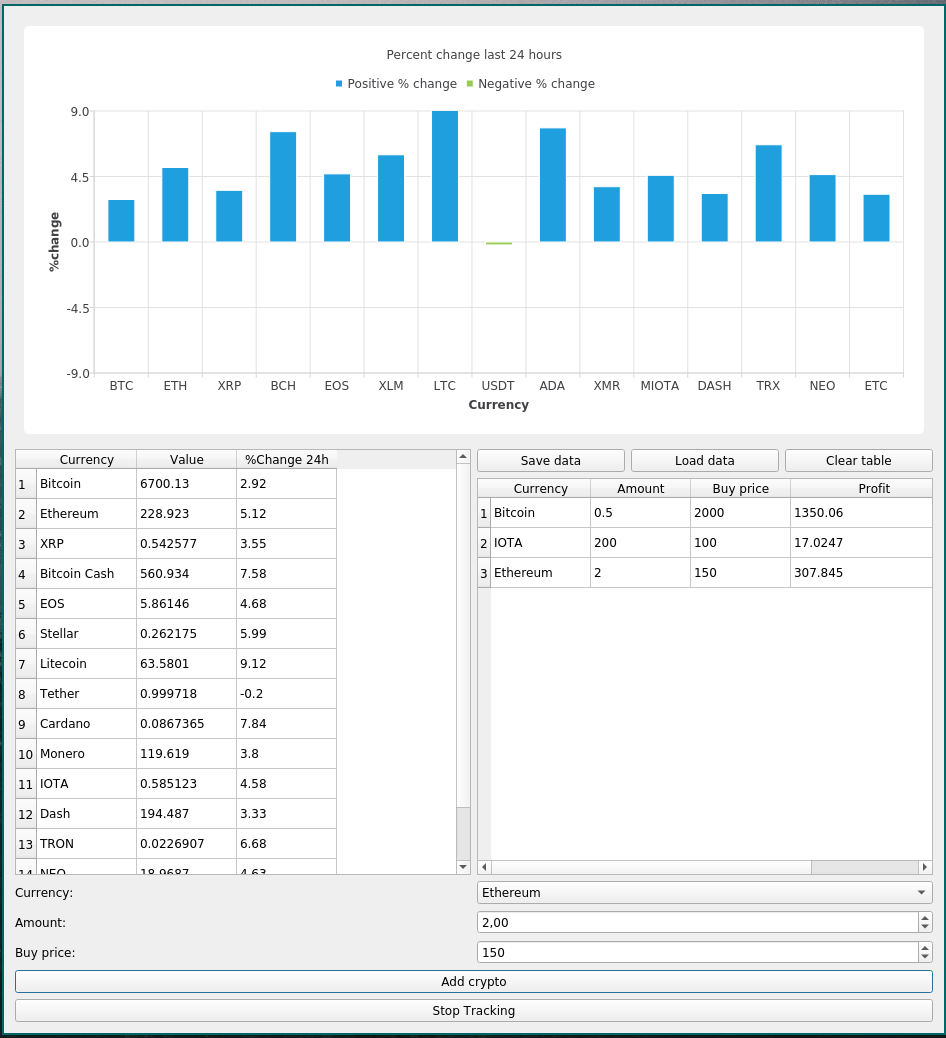 Percent change last 24 hours
Positive % change Negative % change
9.0
4.5
0.0
-4.5
-9.0
%change
BTC ETH XRP BCH EOS XLM LTC USDT ADA XMR MIOTA DASH TRX NEO ETC
Currency
Currency Value %Change 24h
1 Bitcoin 6700.13 2.92
2 Ethereum 228.923 5.12
3 XRP 0.542577 3.55
4 Bitcoin Cash 560.934 7.58
5 EOS 5.86146 4.68
6 Stellar 0.262175 5.99
7 Litecoin 63.5801 9.12
8 Tether 0.999718 -0.2
9 Cardano 0.0867365 7.84
10 Monero 119.619 3.8
11 IOTA 0.585123 4.58
12 Dash 194.487 3.33
13 TRON 0.0226907 6.68
14 NEO 18.9687 4.63
Save data Load data Clear table
Currency Amount Buy price Profit
1 Bitcoin 0.5 2000 1350.06
2 IOTA 200 100 17.0247
3 Ethereum 2 150 307.845
Currency: Ethereum
Amount: 2,00
Buy price: 150
Add crypto
Stop Tracking